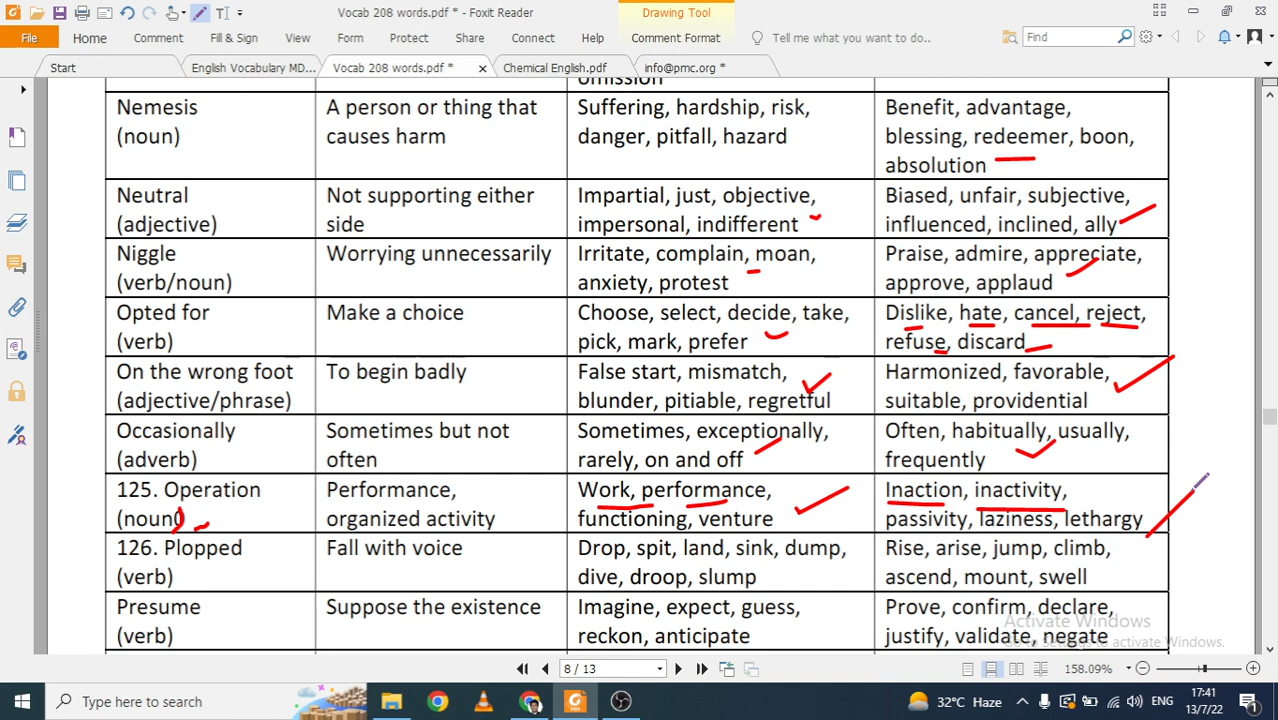 Vocab 208 words.pdf * - Foxit Reader
Drawing Tool
File Home Comment Fill & Sign View Form Protect Share Connect Help Comment Format Tell me what you want to do.. Find
Start English Vocabulary MD... Vocab 208 words.pdf * Chemical English.pdf info@pmc.org *
omission
Nemesis A person or thing that Suffering, hardship, risk, Benefit, advantage,
(noun) causes harm danger, pitfall, hazard blessing, redeemer, boon,
absolution
Neutral Not supporting either Impartial, just, objective, Biased, unfair, subjective,
(adjective) side impersonal, indifferent influenced, inclined, ally
Niggle Worrying unnecessarily Irritate, complain, moan, Praise, admire, appreciate,
(verb/noun) anxiety, protest approve, applaud
Opted for Make a choice Choose, select, decide, take, Dislike, hate, cancel, reject,
(verb) pick, mark, prefer refuse, discard
On the wrong foot To begin badly False start, mismatch, Harmonized, favorable,
(adjective/phrase) blunder, pitiable, regretful suitable, providential
Occasionally Sometimes but not Sometimes, exceptionally, Often, habitually, usually,
(adverb) often rarely, on and off frequently
125. Operation Performance, Work, performance, Inaction, inactivity,
(noun0 organized activity functioning, venture passivity, laziness, lethargy
126. Plopped Fall with voice Drop, spit, land, sink, dump, Rise, arise, jump, climb,
(verb) dive, droop, slump ascend, mount, swell
Presume Suppose the existence Imagine, expect, guess, Prove, confirm, declare,
(verb) reckon, anticipate justify, validate, negate
Activate Windows
Go to Settings to activate Windows.
8 / 13 158.09%
Type here to search 32°C Haze ENG 17:41
13/7/22